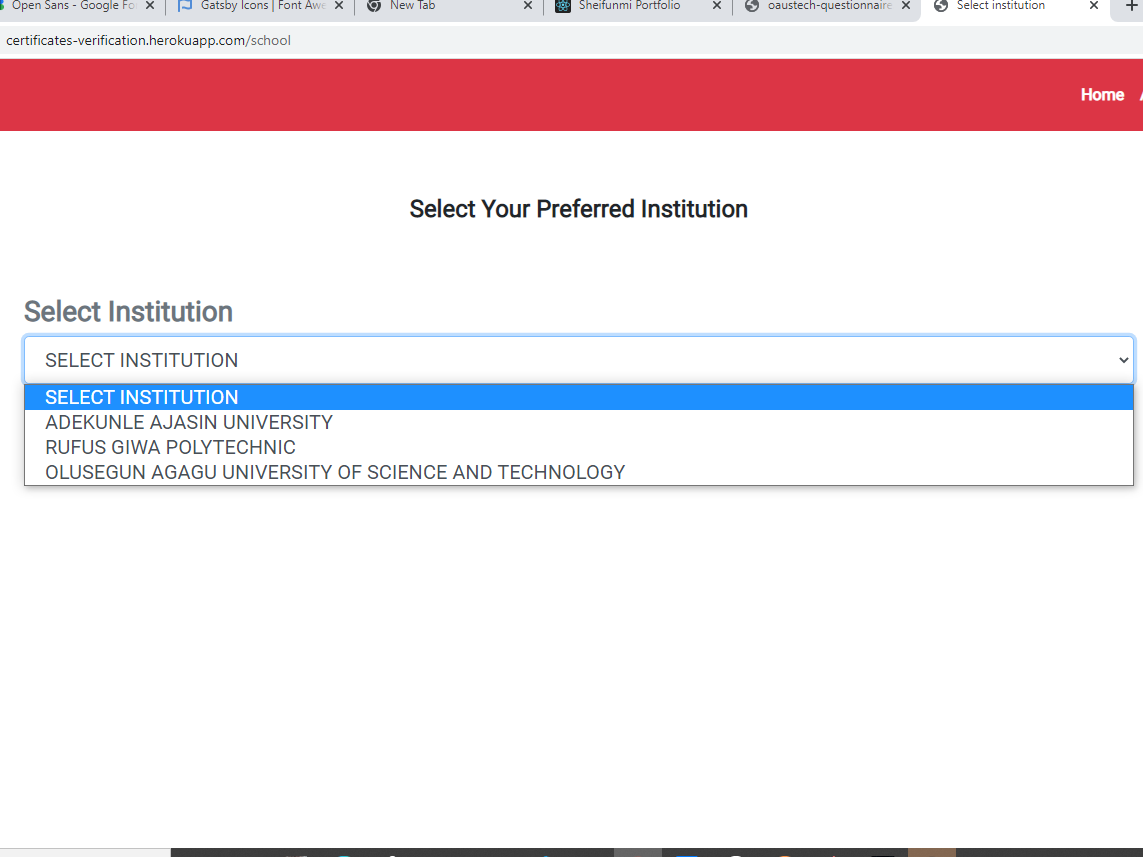 Open Sans - Google Fo
Gatsby Icons | Font Awe
New Tab
Sheifunmi Portfolio
oaustech-questionnaire
Select institution
certificates-verification.herokuapp.com/school
Home
Select Your Preferred Institution
Select Institution
SELECT INSTITUTION
SELECT INSTITUTION
ADEKUNLE AJASIN UNIVERSITY
RUFUS GIWA POLYTECHNIC
OLUSEGUN AGAGU UNIVERSITY OF SCIENCE AND TECHNOLOGY